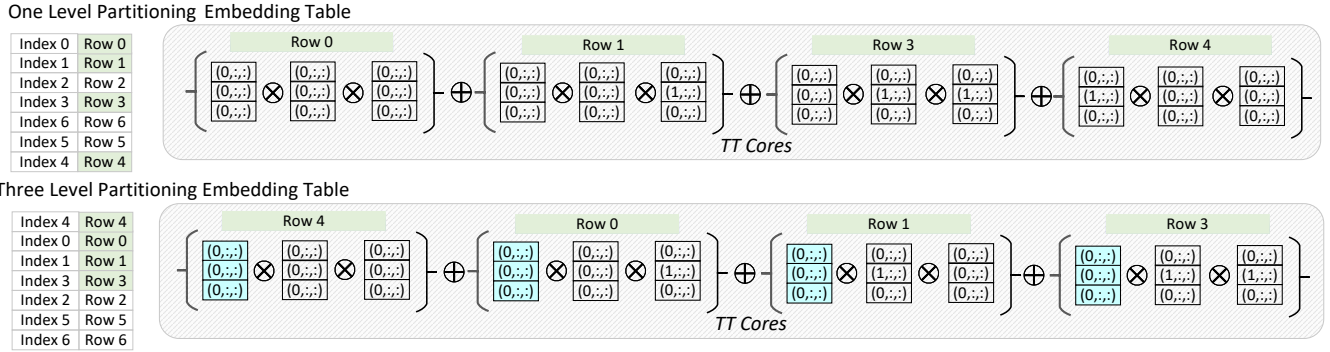 One Level Partitioning Embedding Table
Index 0 Row 0
Index 1 Row 1
Index 2 Row 2
Index 3 Row 3
Index 6 Row 6
Index 5 Row 5
Index 4 Row 4
Row 0 Row 1 Row 3 Row 4
(0,:,:) (0,:,:) (0,:,:) ⊕ (0,:,:) (0,:,:) (0,:,:) ⊕ (0,:,:) (0,:,:) (0,:,:) ⊕ (0,:,:) (0,:,:) (0,:,:)
(0,:,:) ⊗ (0,:,:) ⊗ (0,:,:) (0,:,:) ⊗ (0,:,:) ⊗ (1,:,:) (0,:,:) ⊗ (1,:,:) ⊗ (1,:,:) (1,:,:) ⊗ (0,:,:) ⊗ (0,:,:)
(0,:,:) (0,:,:) (0,:,:) (0,:,:) (0,:,:) (0,:,:) (0,:,:) (0,:,:) (0,:,:) (0,:,:) (0,:,:) (0,:,:)
TT Cores
Three Level Partitioning Embedding Table
Index 4 Row 4
Index 0 Row 0
Index 1 Row 1
Index 3 Row 3
Index 2 Row 2
Index 5 Row 5
Index 6 Row 6
Row 4 Row 0 Row 1 Row 3
(0,:,:) (0,:,:) (0,:,:) ⊕ (0,:,:) (0,:,:) (0,:,:) ⊕ (0,:,:) (0,:,:) (0,:,:) ⊕ (0,:,:) (0,:,:) (0,:,:)
(0,:,:) ⊗ (0,:,:) ⊗ (0,:,:) (0,:,:) ⊗ (0,:,:) ⊗ (1,:,:) (0,:,:) ⊗ (1,:,:) ⊗ (0,:,:) (0,:,:) ⊗ (1,:,:) ⊗ (1,:,:)
(0,:,:) (0,:,:) (0,:,:) (0,:,:) (0,:,:) (0,:,:) (0,:,:) (0,:,:) (0,:,:) (0,:,:) (0,:,:) (0,:,:)
TT Cores